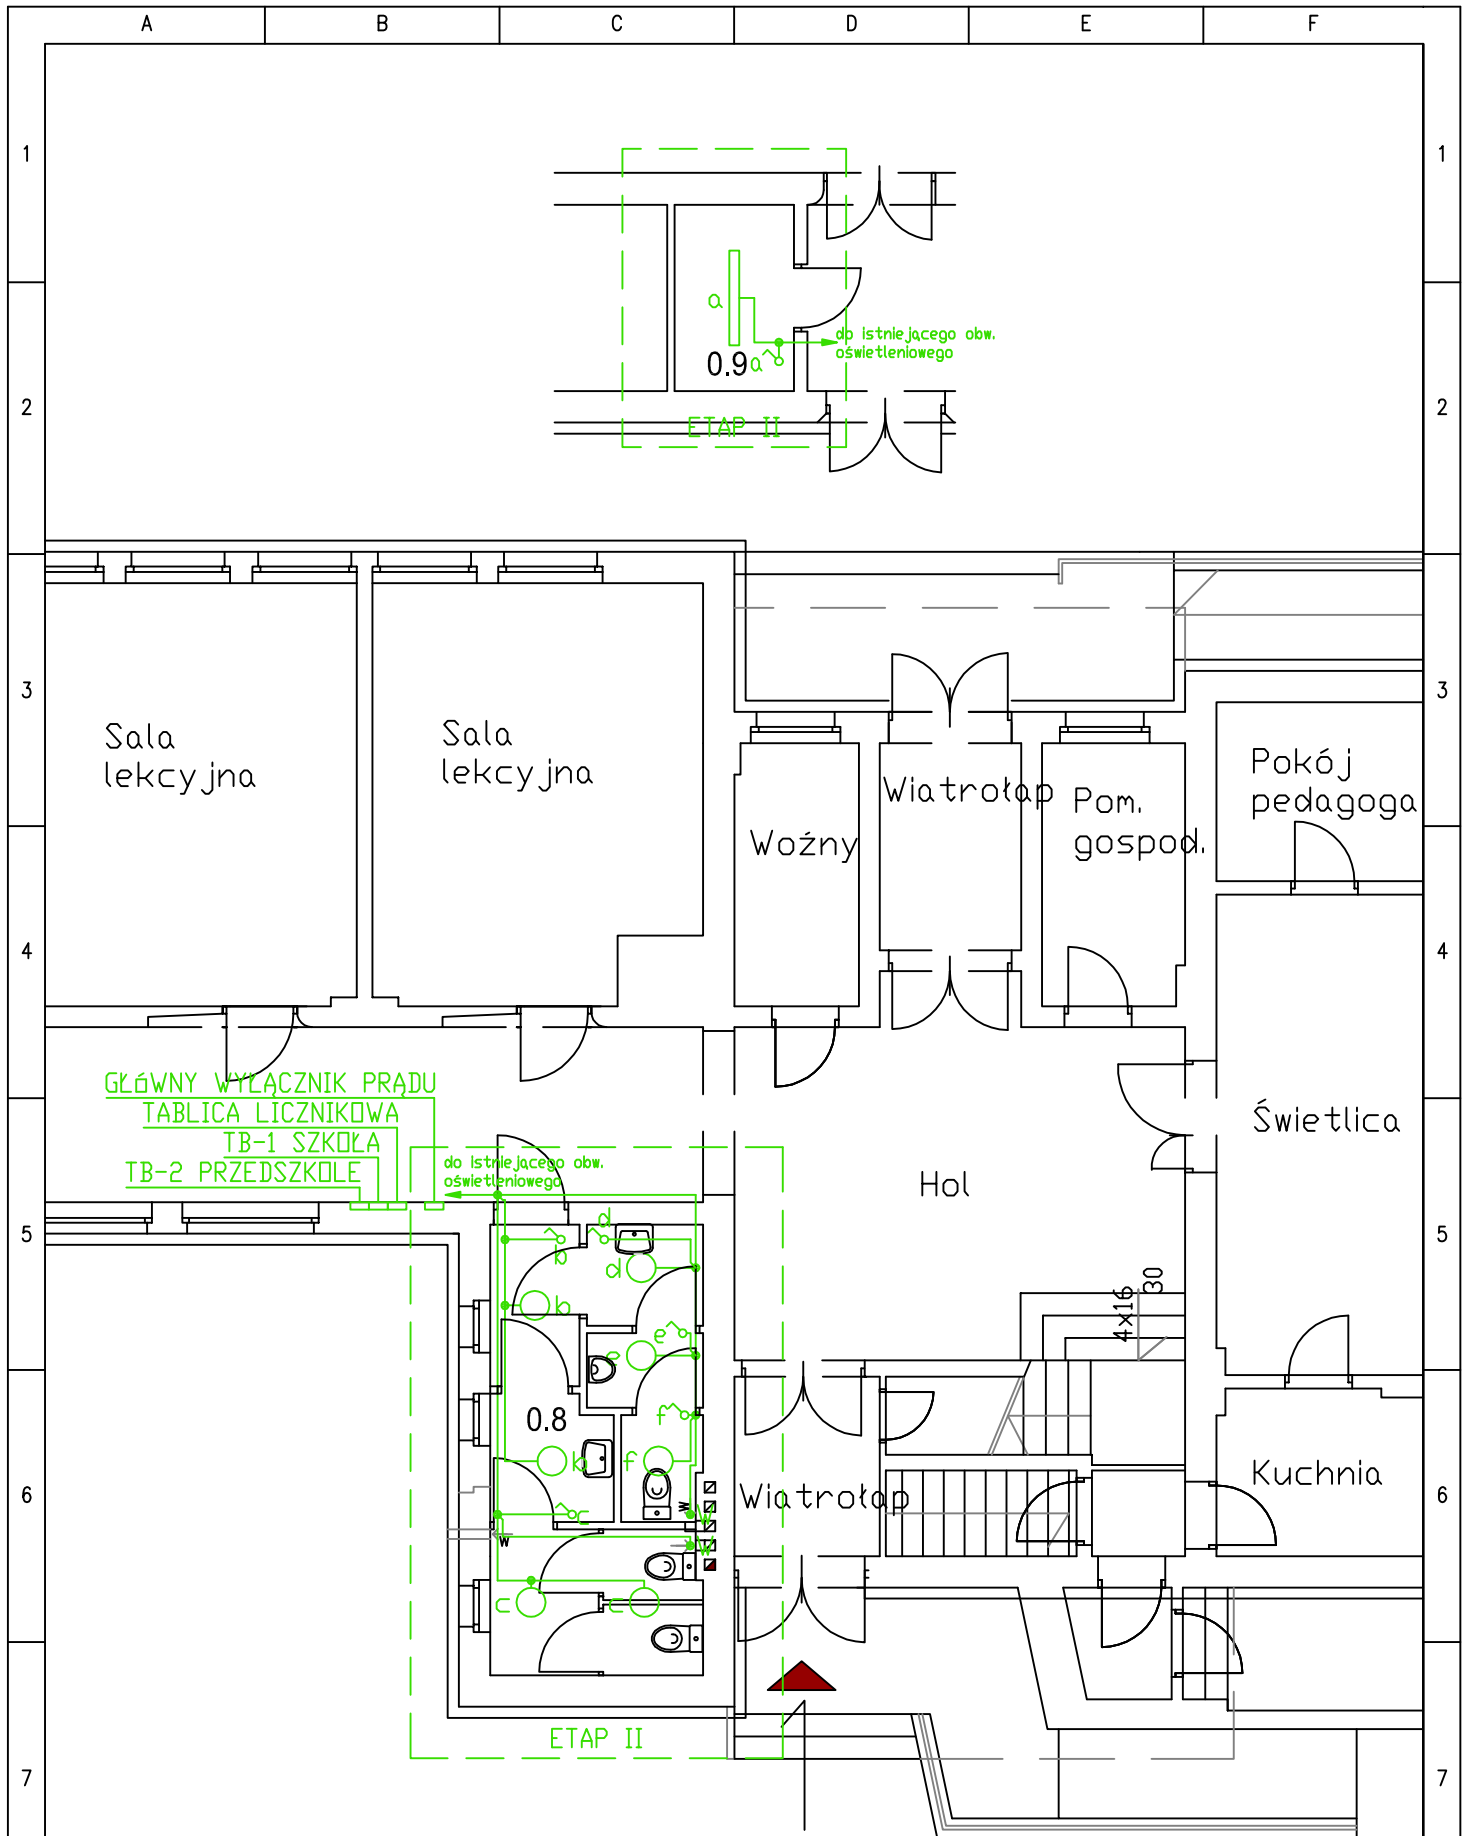 A B C D E F
1 1
a
do istniejącego obw.
oświetleniowego
0.9 a
2 2
ETAP II
3 3
Sala
lekcyjna
Sala
lekcyjna
Wiatrołap
Woźny
Pom.
gospod.
Pokój
pedagoga
4 4
GŁóWNY WYŁĄCZNIK PRĄDU
TABLICA LICZNIKOWA
TB-1 SZKOŁA
TB-2 PRZEDSZKOLE
do istniejącego obw.
oświetleniowego
Hol
Świetlica
5 5
d
b
d
b
4x16
30
e
e
0.8
f
b f
6 6
Wiatrołap
Kuchnia
w
c W
w W
c c
ETAP II
7 7